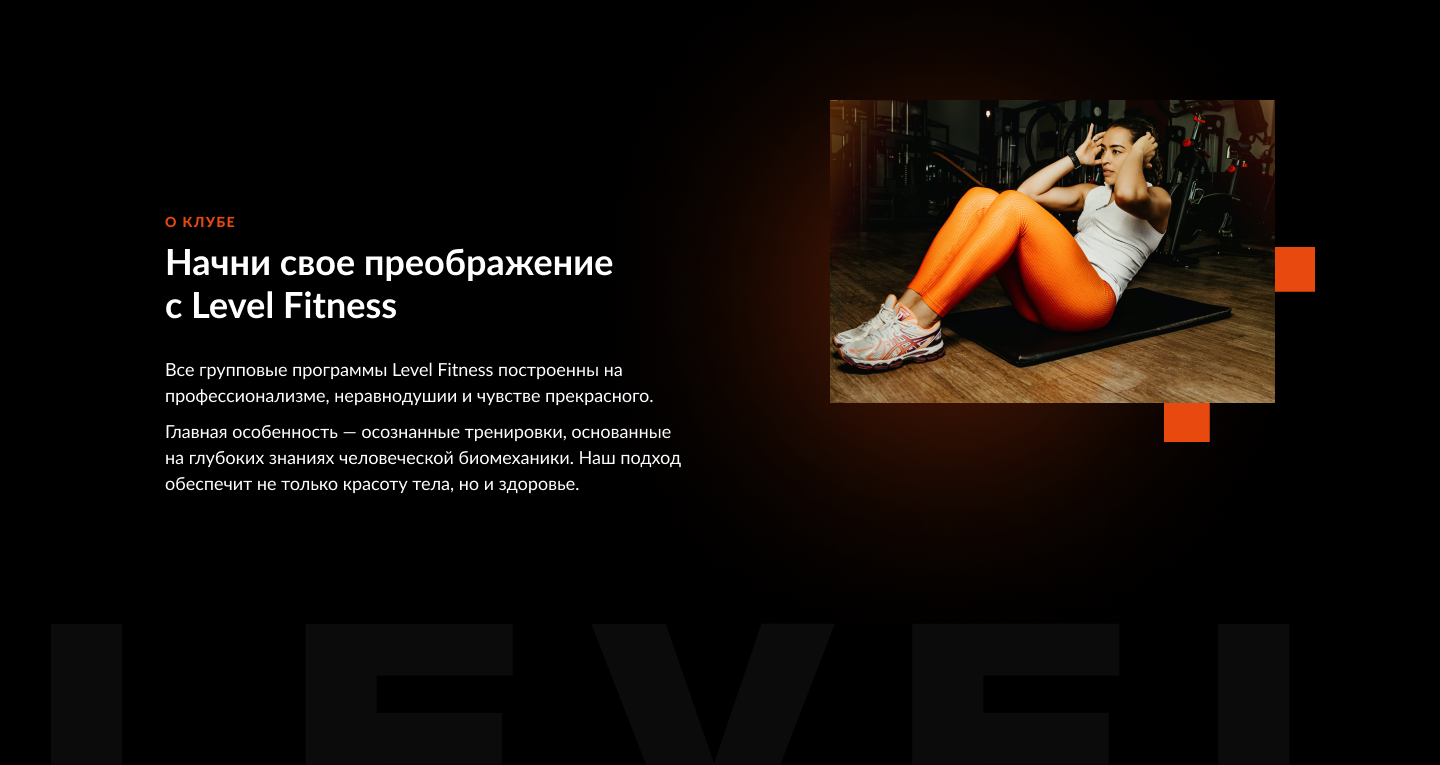 О КЛУБЕ
Начни свое преображение
с Level Fitness
Все групповые программы Level Fitness построенны на
профессионализме, неравнодушии и чувстве прекрасного.
Главная особенность — осознанные тренировки, основанные
на глубоких знаниях человеческой биомеханики. Наш подход
обеспечит не только красоту тела, но и здоровье.
LEVEL